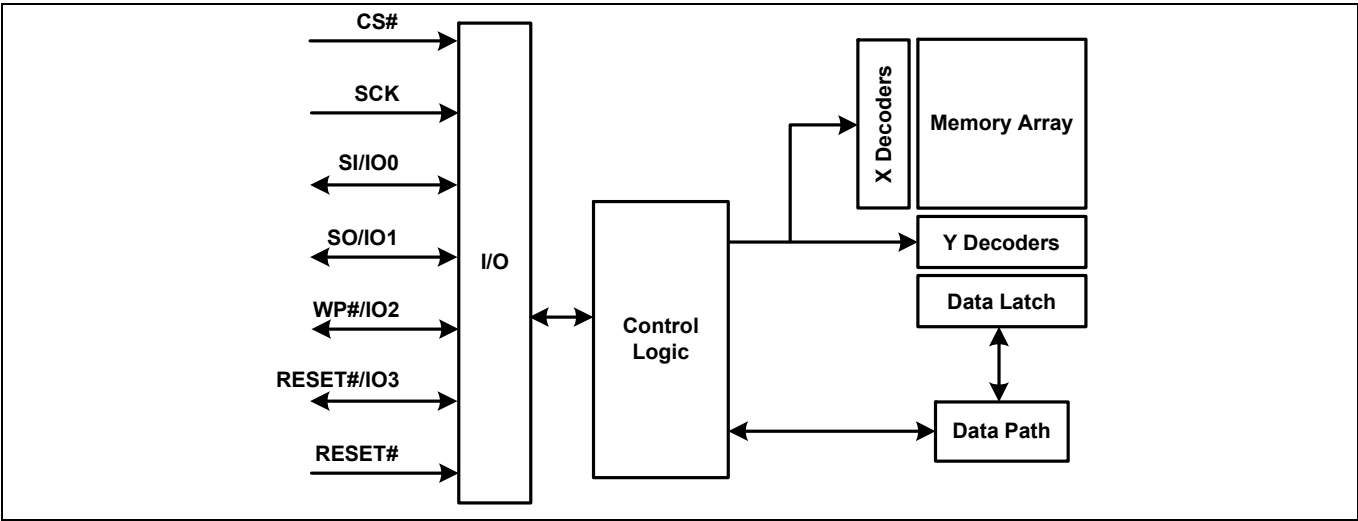 CS#
SCK
SI/IO0
SO/IO1
WP#/IO2
RESET#/IO3
RESET#
I/O
Control
Logic
X Decoders
Memory Array
Y Decoders
Data Latch
Data Path